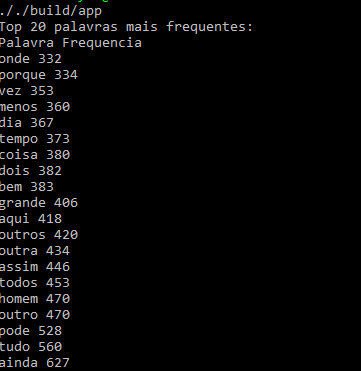 ././build/app
Top 20 palavras mais frequentes:
Palavra Frequencia
onde 332
porque 334
vez 353
menos 360
dia 367
tempo 373
coisa 380
dois 382
bem 383
grande 406
aqui 418
outros 420
outra 434
assim 446
todos 453
homem 470
outro 470
pode 528
tudo 560
ainda 627